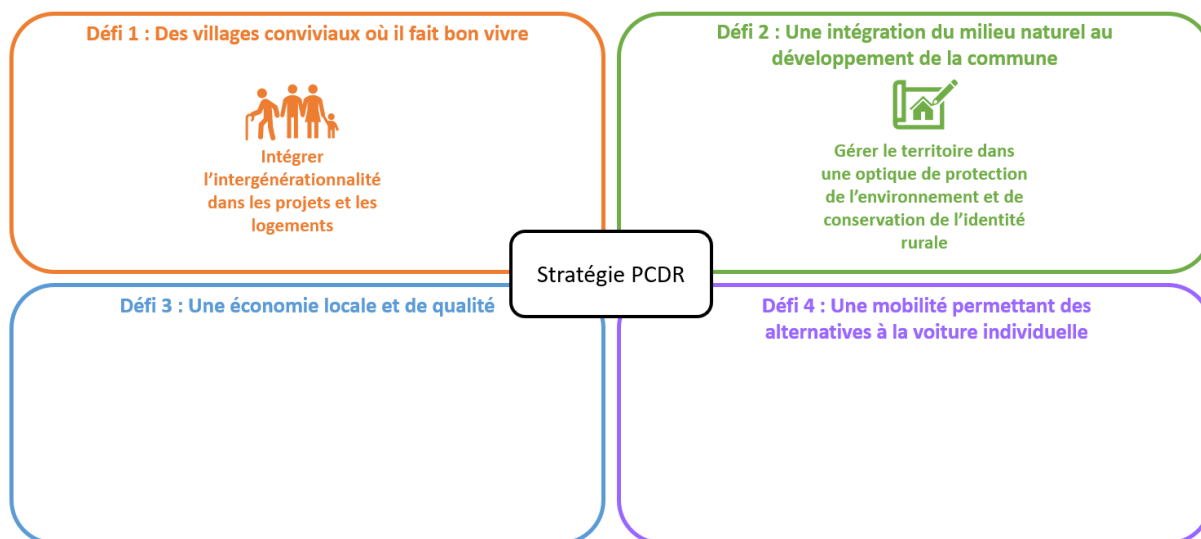 Défi 1 : Des villages conviviaux où il fait bon vivre
Intégrer
l’intergénérationnalité
dans les projets et les
logements
Défi 2 : Une intégration du milieu naturel au
développement de la commune
Gérer le territoire dans
une optique de protection
de l’environnement et de
conservation de l’identité
rurale
Stratégie PCDR
Défi 3 : Une économie locale et de qualité
Défi 4 : Une mobilité permettant des
alternatives à la voiture individuelle